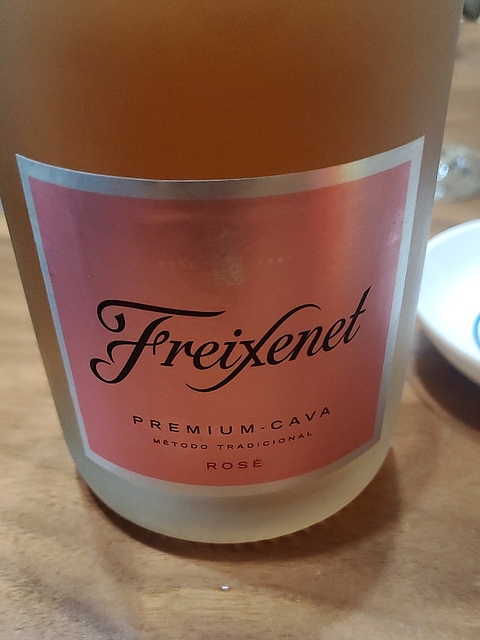 Freixenet
PREMIUM-CAVA
MÉTODO TRADICIONAL
ROSÉ